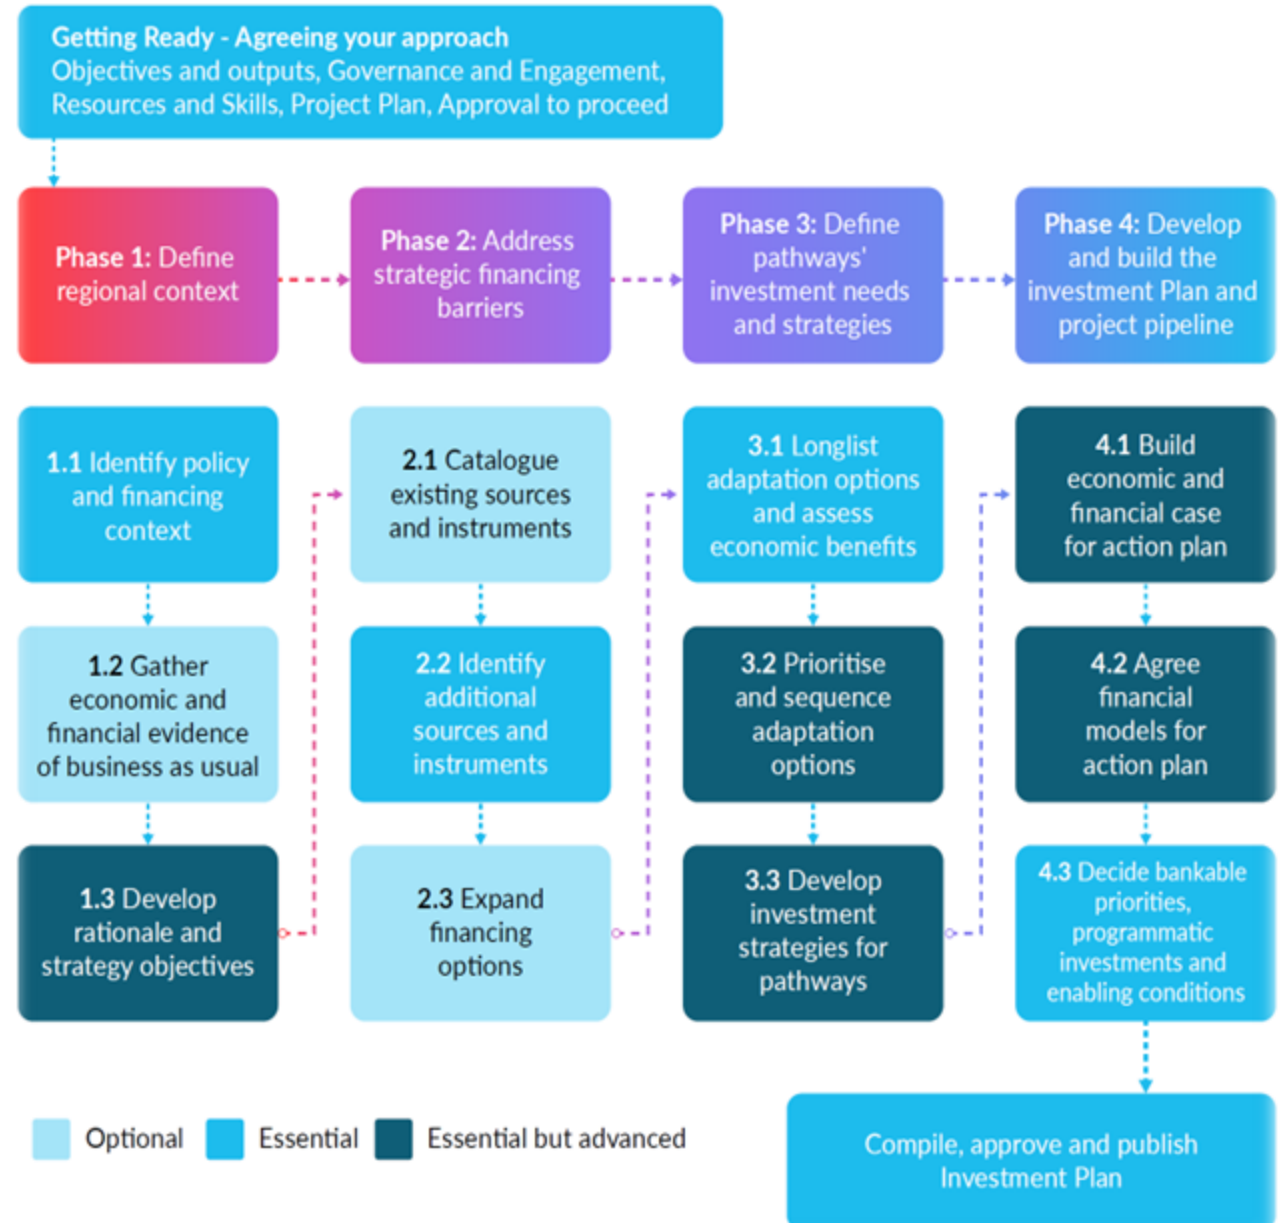 Getting Ready - Agreeing your approach
Objectives and outputs, Governance and Engagement,
Resources and Skills, Project Plan, Approval to proceed
Phase 1: Define
regional context
Phase 2: Address
strategic financing
barriers
Phase 3: Define
pathways'
investment needs
and strategies
Phase 4: Develop
and build the
investment Plan and
project pipeline
1.1 Identify policy
and financing
context
2.1 Catalogue
existing sources
and instruments
3.1 Longlist
adaptation options
and assess
economic benefits
4.1 Build
economic and
financial case
for action plan
1.2 Gather
economic and
financial evidence
of business as usual
2.2 Identify
additional
sources and
instruments
3.2 Prioritise
and sequence
adaptation
options
4.2 Agree
financial
models for
action plan
1.3 Develop
rationale and
strategy objectives
2.3 Expand
financing
options
3.3 Develop
investment
strategies for
pathways
4.3 Decide bankable
priorities,
programmatic
investments and
enabling conditions
Optional
Essential
Essential but advanced
Compile, approve and publish
Investment Plan